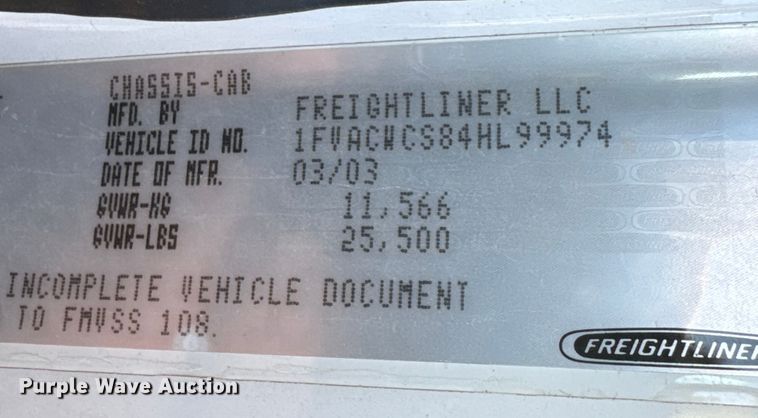 CHASSIS-CAB
MFD. BY FREIGHTLINER LLC
VEHICLE ID NO. 1FVACWCS84HL99974
DATE OF MFR. 03/03
GVWR-KG 11,566
GVWR-LBS 25,500
INCOMPLETE VEHICLE DOCUMENT
TO FMVSS 108.
FREIGHTLINER
Purple Wave Auction